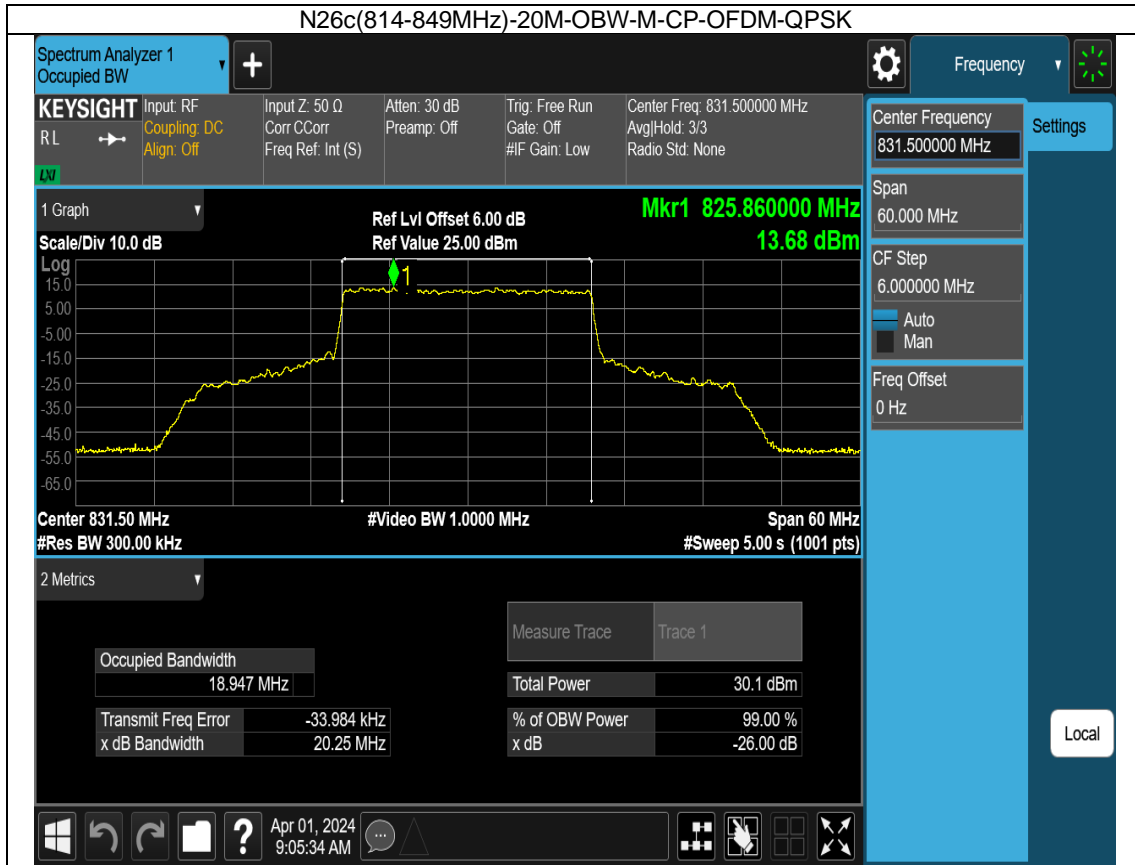 N26c(814-849MHz)-20M-OBW-M-CP-OFDM-QPSK
Spectrum Analyzer 1
Occupied BW
+
Frequency
KEYSIGHT
RL
LXI
Input: RF
Coupling: DC
Align: Off
Input Z: 50 Ω
Corr CCorr
Freq Ref: Int (S)
Atten: 30 dB
Preamp: Off
Trig: Free Run
Gate: Off
#IF Gain: Low
Center Freq: 831.500000 MHz
Avg|Hold: 3/3
Radio Std: None
Center Frequency
831.500000 MHz
Settings
Span
60.000 MHz
CF Step
6.000000 MHz
Auto
Man
Freq Offset
0 Hz
Local
1 Graph
Scale/Div 10.0 dB
Ref Lvl Offset 6.00 dB
Ref Value 25.00 dBm
Mkr1 825.860000 MHz
13.68 dBm
Log
15.0
5.00
-5.00
-15.0
-25.0
-35.0
-45.0
-55.0
-65.0
1
Center 831.50 MHz
#Video BW 1.0000 MHz
Span 60 MHz
#Res BW 300.00 kHz
#Sweep 5.00 s (1001 pts)
2 Metrics
Measure Trace
Trace 1
Occupied Bandwidth
18.947 MHz
Total Power
30.1 dBm
Transmit Freq Error
-33.984 kHz
% of OBW Power
99.00 %
x dB Bandwidth
20.25 MHz
x dB
-26.00 dB
?
Apr 01, 2024
9:05:34 AM